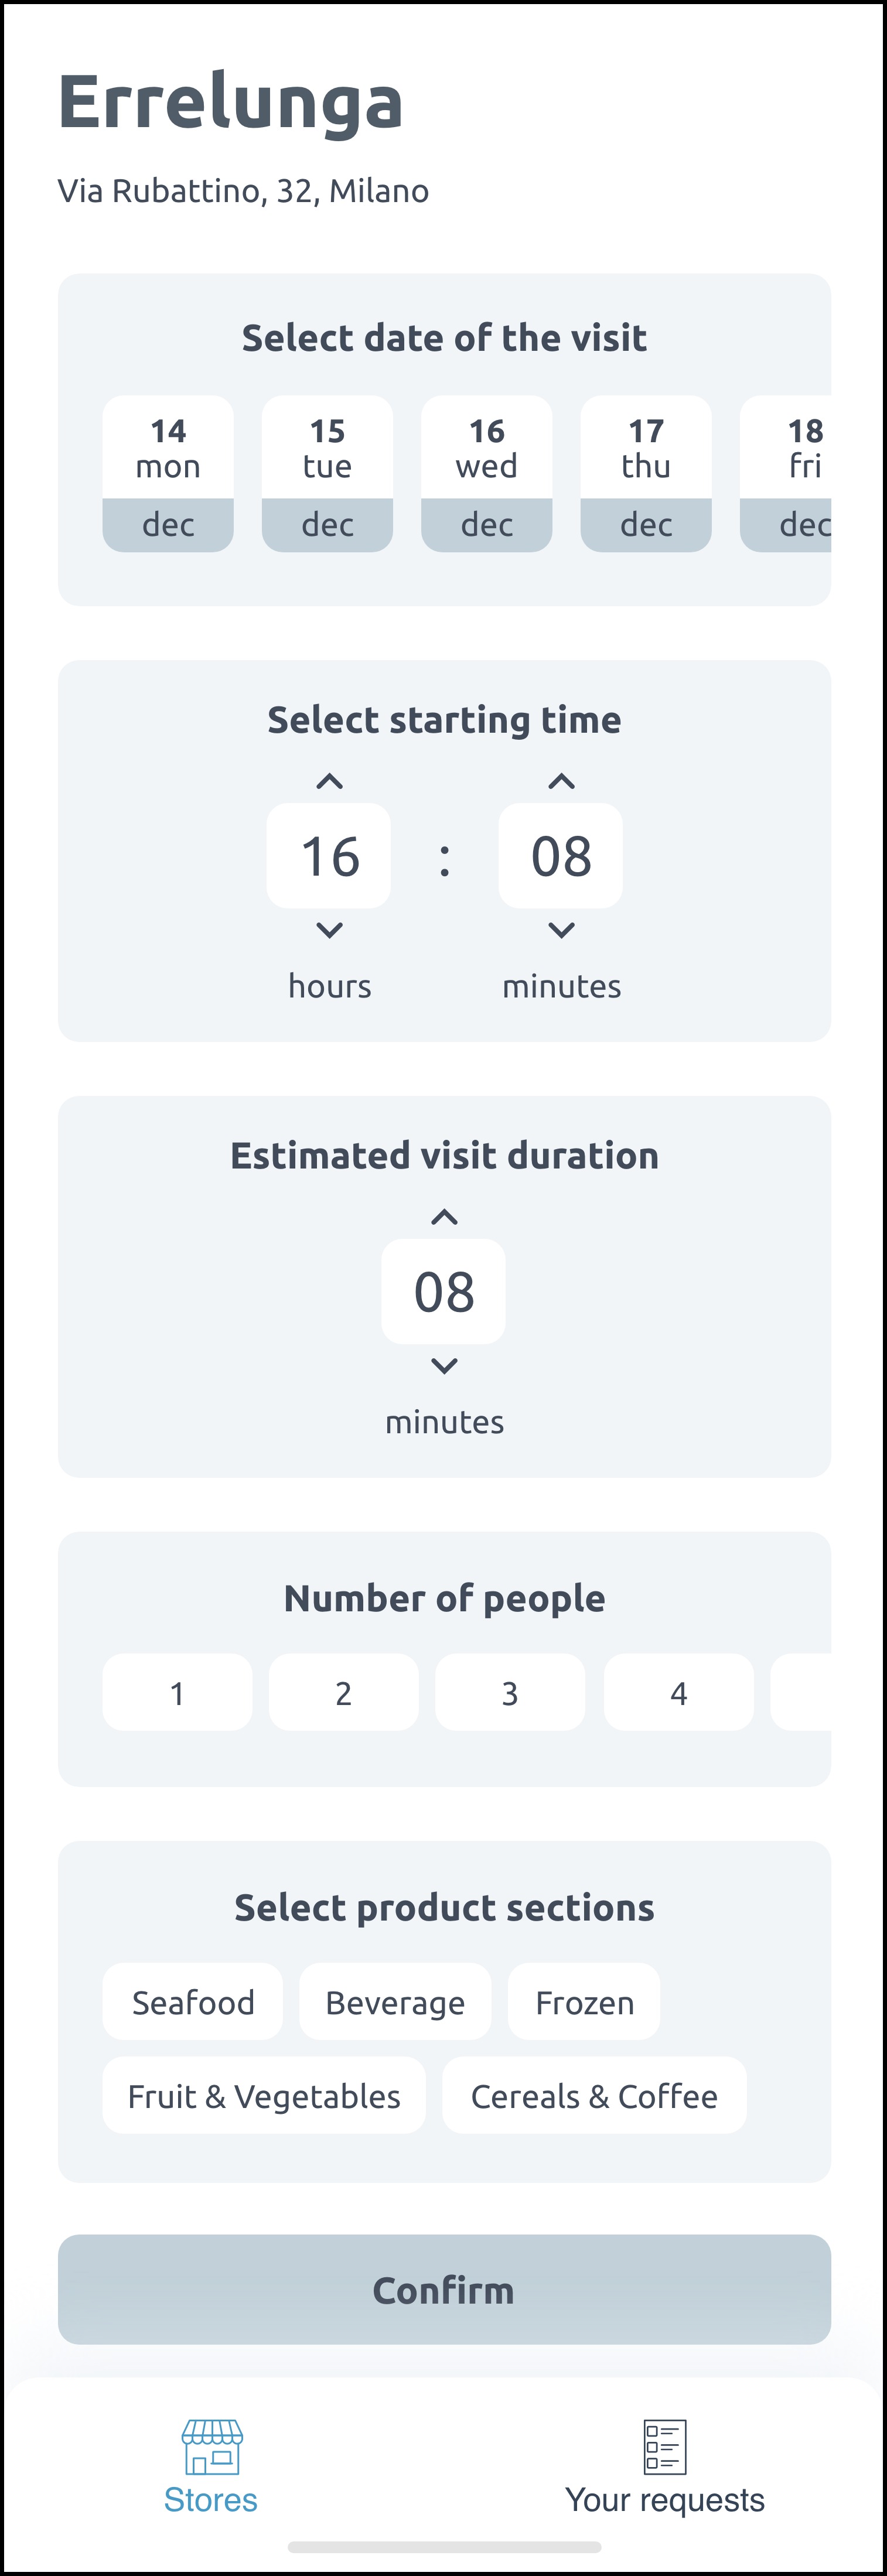 Errelunga
Via Rubattino, 32, Milano
Select date of the visit
14 15 16 17 18
mon tue wed thu fri
dec dec dec dec dec
Select starting time
16 : 08
hours minutes
Estimated visit duration
08
minutes
Number of people
1 2 3 4
Select product sections
Seafood Beverage Frozen
Fruit & Vegetables Cereals & Coffee
Confirm
Stores Your requests